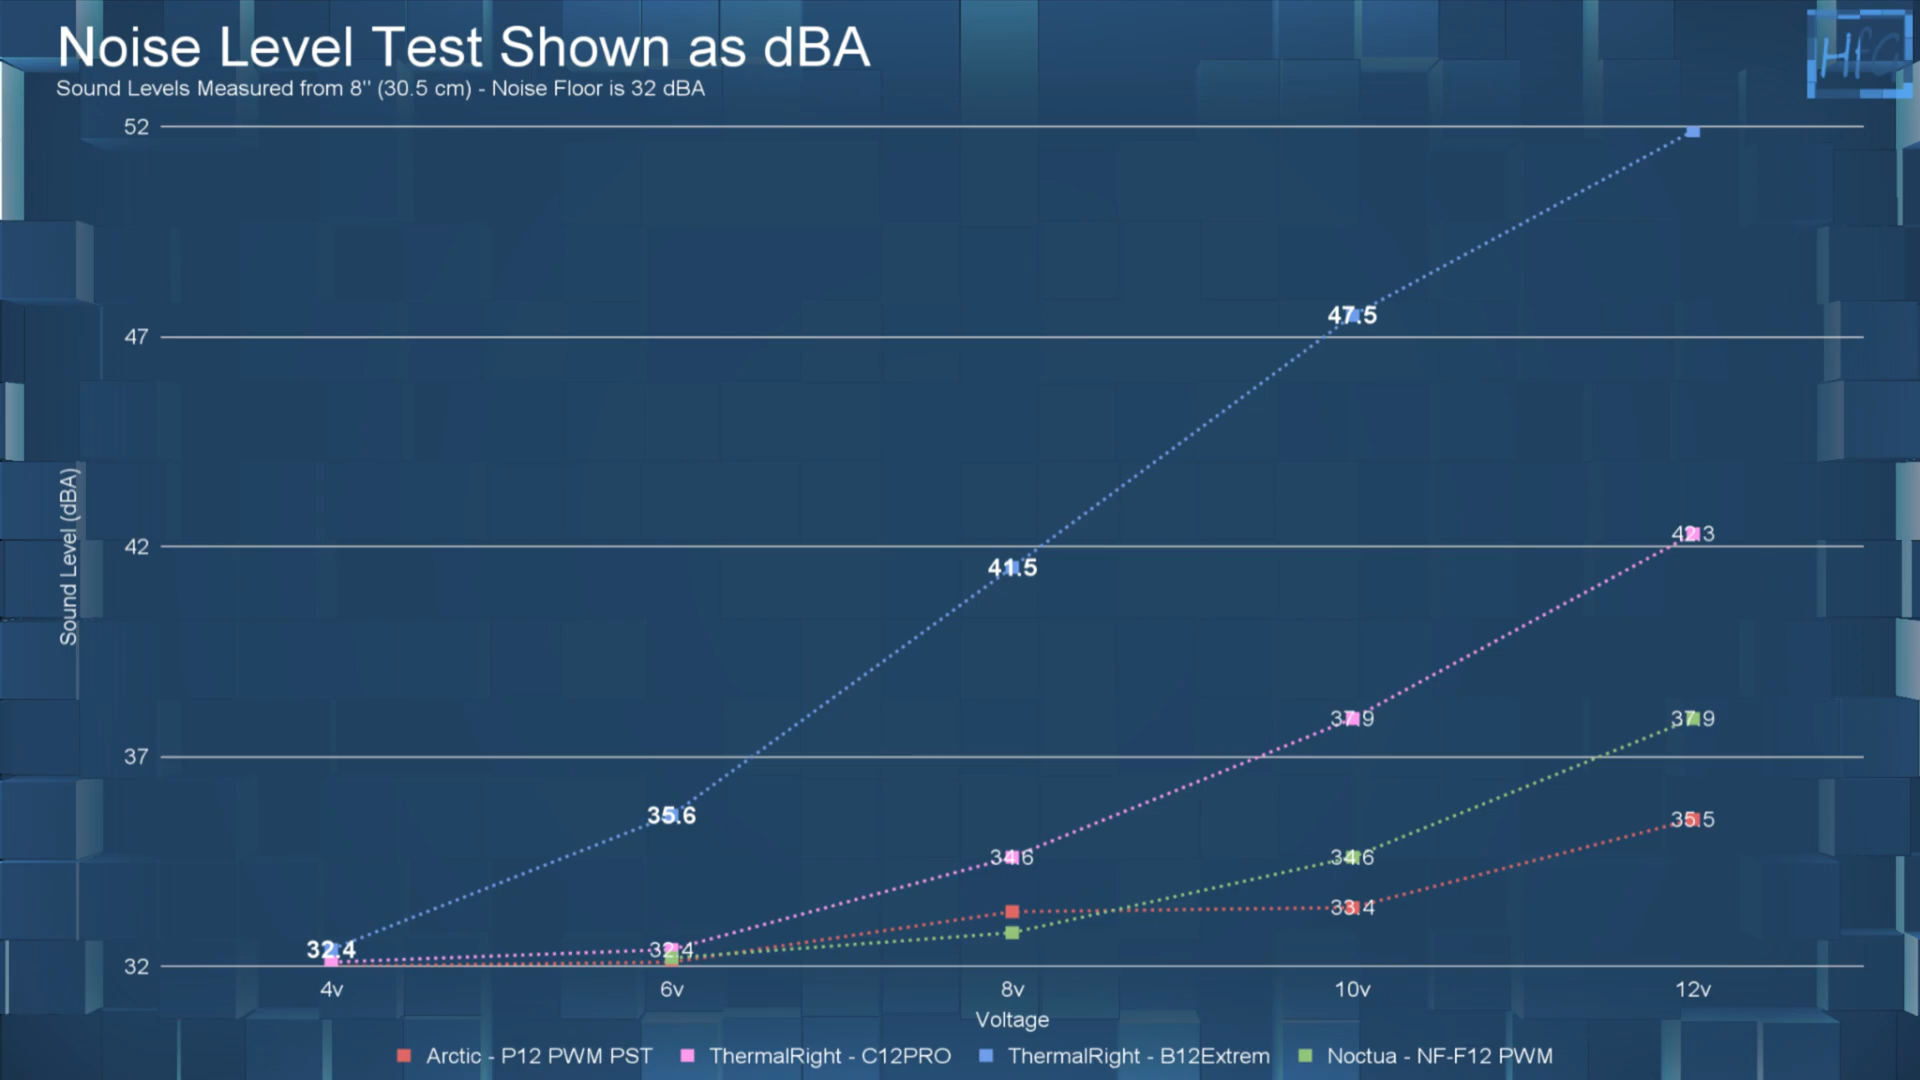 Noise Level Test Shown as dBA
Sound Levels Measured from 8" (30.5 cm) - Noise Floor is 32 dBA
HfG
52
47.5
47
42.3
42
41.5
Sound Level (dBA)
37.9
37.9
37
35.6
35.5
34.6
34.6
33.4
32.4
32.4
32
4v
6v
8v
10v
12v
Voltage
Arctic - P12 PWM PST
ThermalRight - C12PRO
ThermalRight - B12Extrem
Noctua - NF-F12 PWM